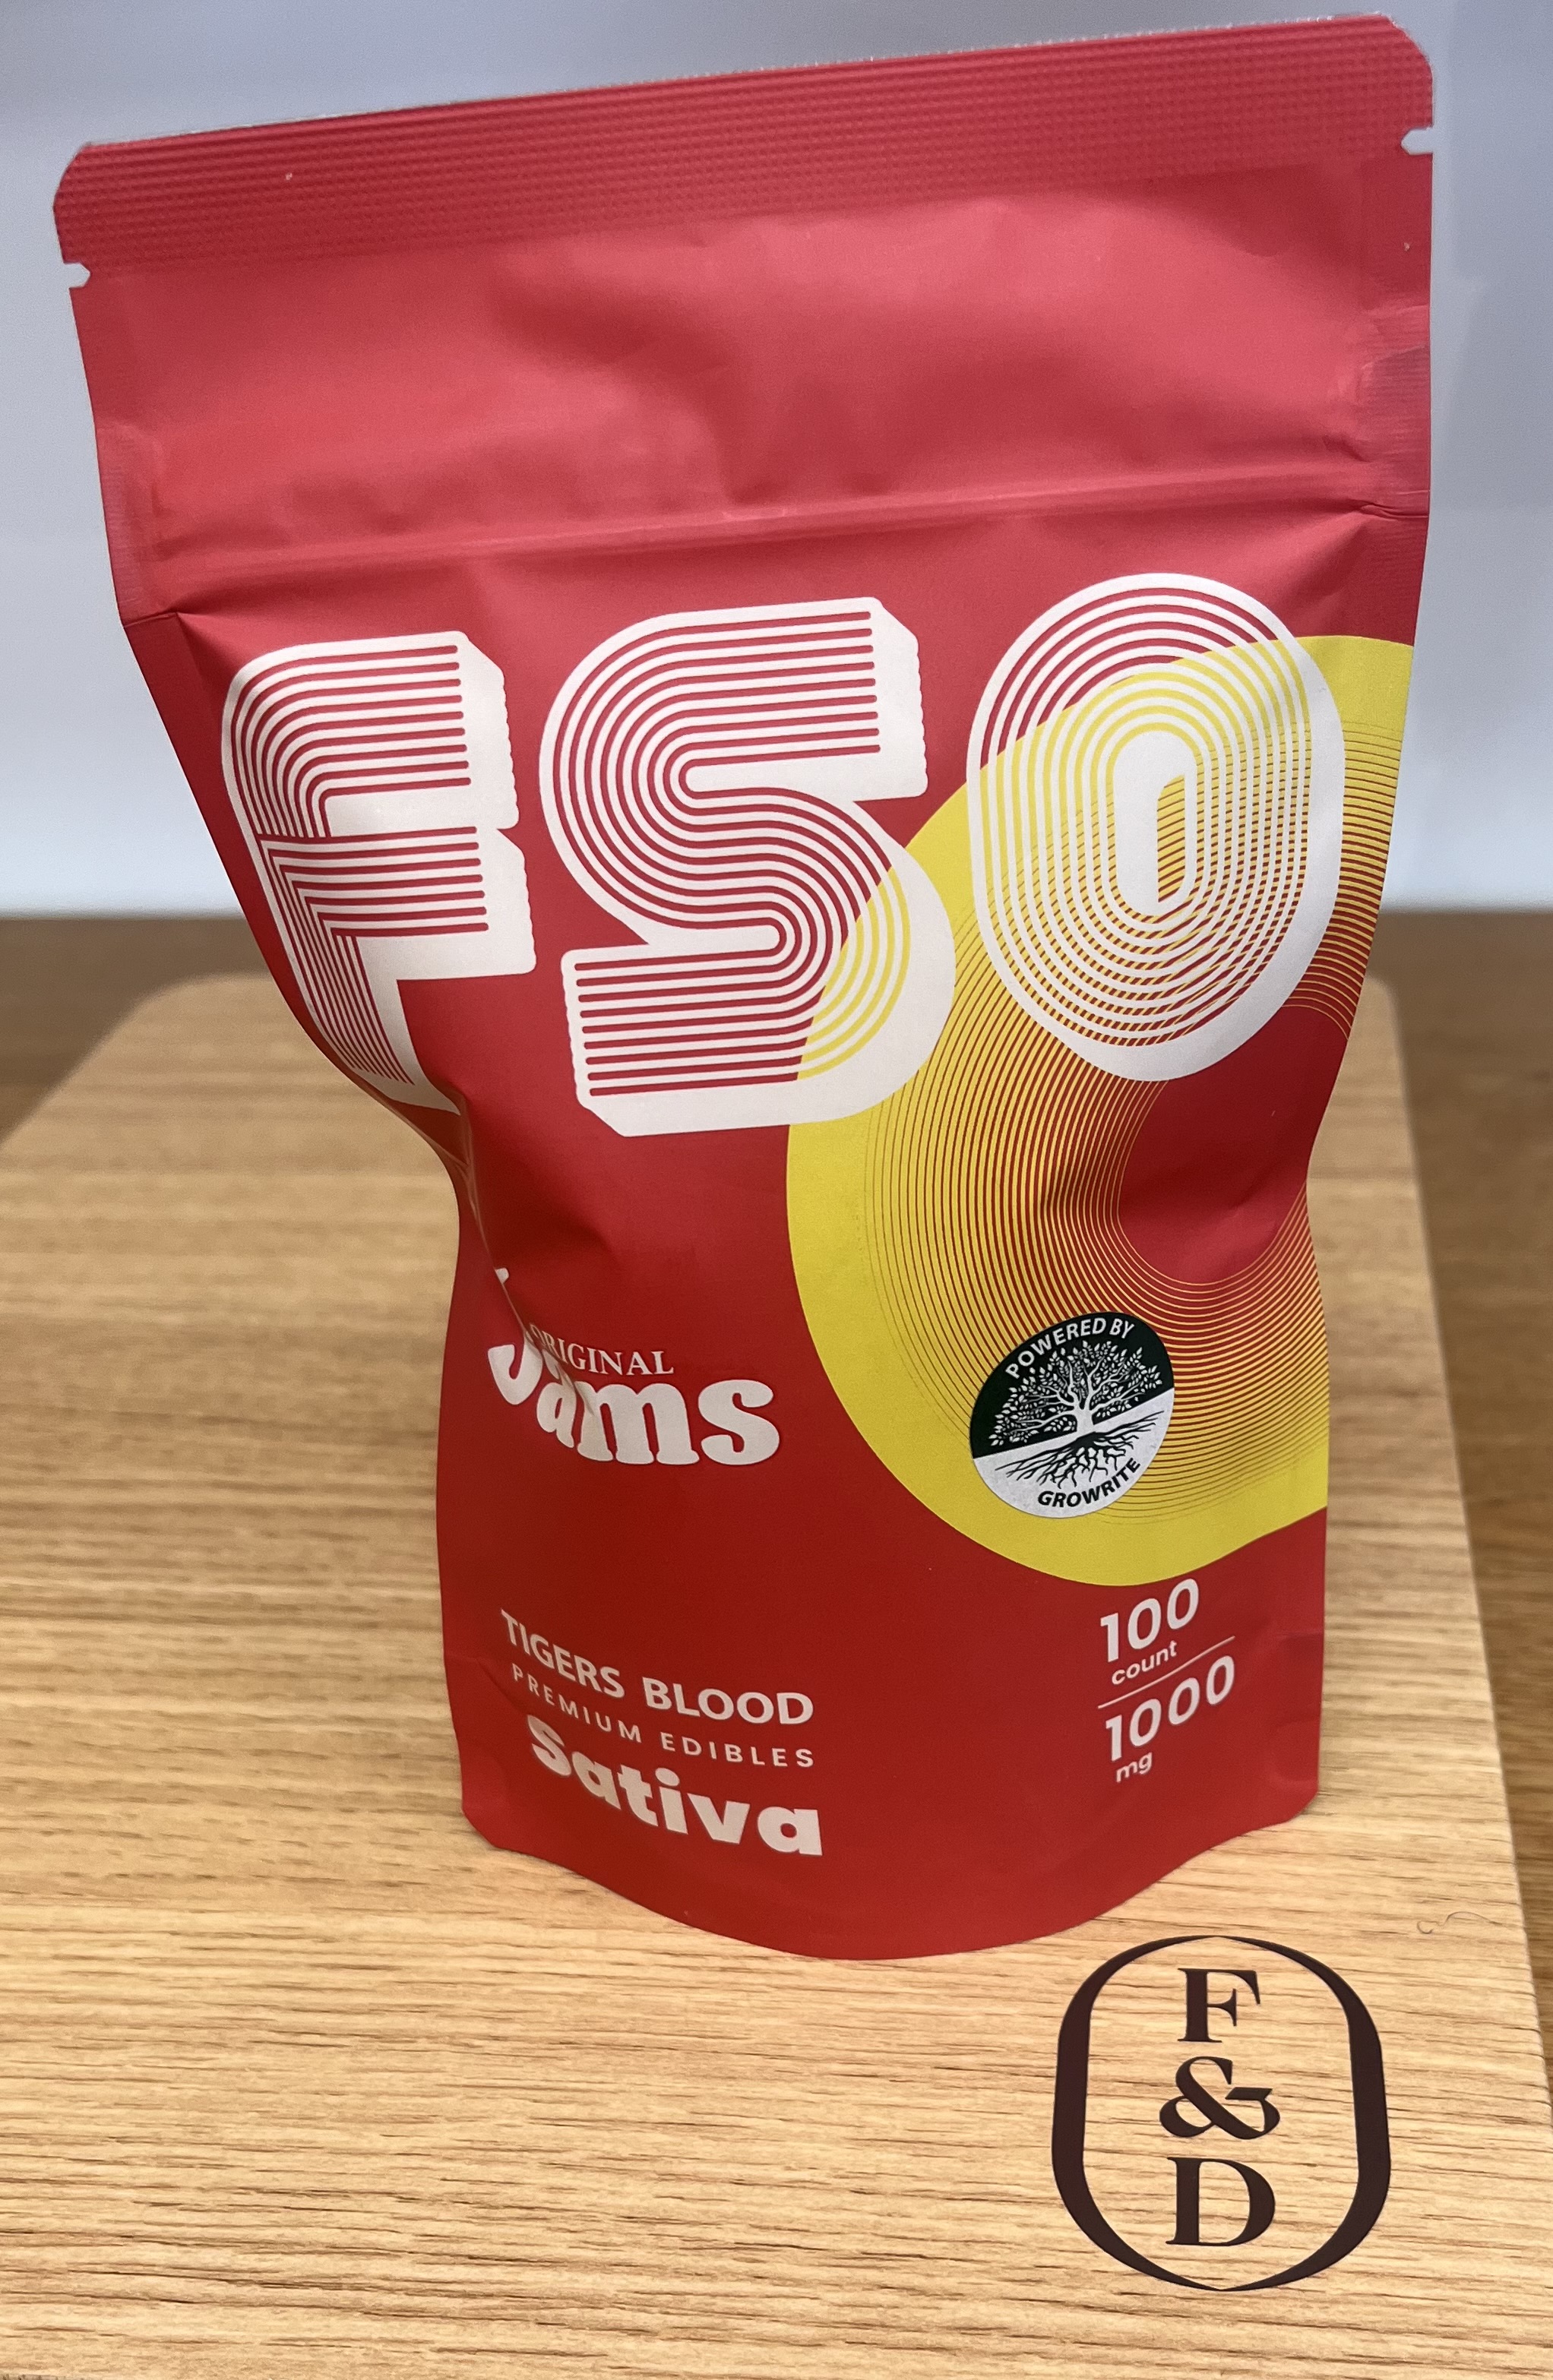 FSO
ORIGINAL
Jams
POWERED BY
GROWRITE
TIGERS BLOOD
PREMIUM EDIBLES
Sativa
100
count
1000
mg
F
&
D